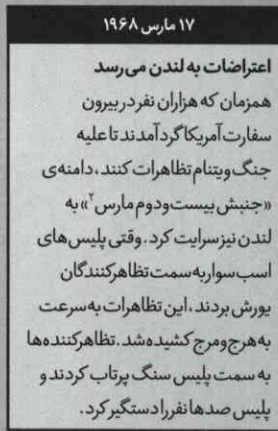 ۱۷ مارس ۱۹۶۸
اعتراضات به لندن می‌رسد
همزمان که هزاران نفر در بیرون
سفارت آمریکا گرد آمدند تا علیه
جنگ ویتنام تظاهرات کنند، دامنه‌ی
«جنبش بیست‌ودوم مارس۲» به
لندن نیز سرایت کرد. وقتی پلیس‌های
اسب‌سوار به سمت تظاهرکنندگان
یورش بردند، این تظاهرات به‌سرعت
به هرج‌ومرج کشیده شد. تظاهرکننده‌ها
به سمت پلیس سنگ پرتاب کردند و
پلیس صدها نفر را دستگیر کرد.